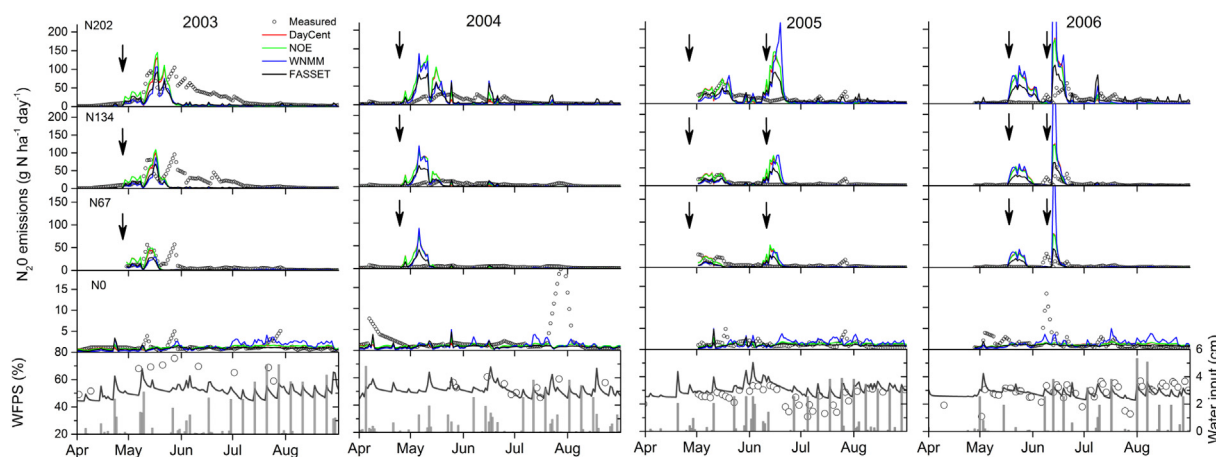 2003
2004
2005
2006
N202
Measured
DayCent
NOE
WNMM
FASSET
200
150
100
50
0
N134
200
150
100
50
0
N67
200
150
100
50
0
N0
15
10
5
0
N₂0 emissions (g N ha⁻¹ day⁻¹)
80
60
40
20
WFPS (%)
6
4
2
0
Water input (cm)
Apr May Jun Jul Aug
Apr May Jun Jul Aug
Apr May Jun Jul Aug
Apr May Jun Jul Aug